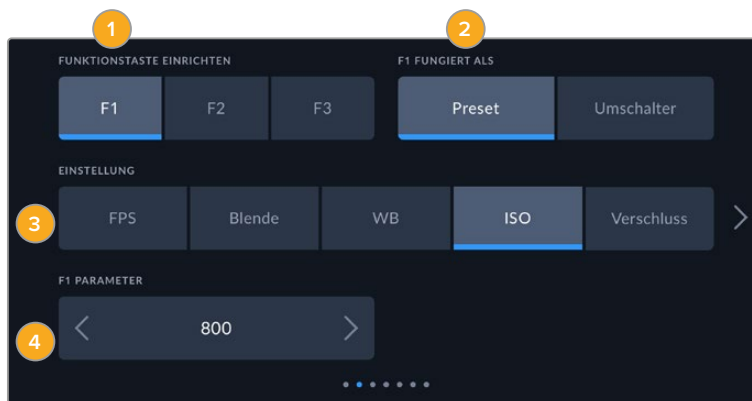 1 2
FUNKTIONSTASTE EINRICHTEN F1 FUNGIERT ALS
F1 F2 F3 Preset Umschalter
EINSTELLUNG
3 FPS Blende WB ISO Verschluss
F1 PARAMETER
4 800